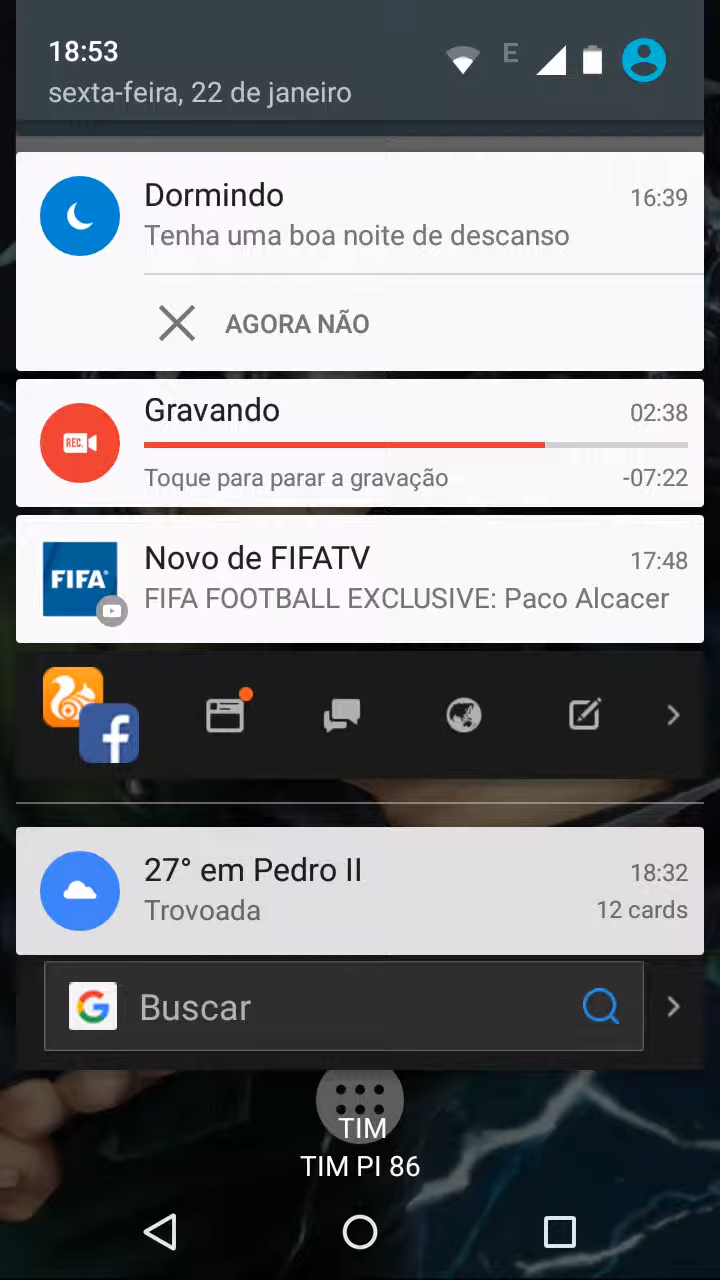 18:53
E
sexta-feira, 22 de janeiro
Dormindo
16:39
Tenha uma boa noite de descanso
AGORA NÃO
Gravando
02:38
REC.
Toque para parar a gravação
-07:22
Novo de FIFATV
17:48
FIFA
FIFA FOOTBALL EXCLUSIVE: Paco Alcacer
f
27° em Pedro II
18:32
Trovoada
12 cards
G
Buscar
TIM
TIM PI 86